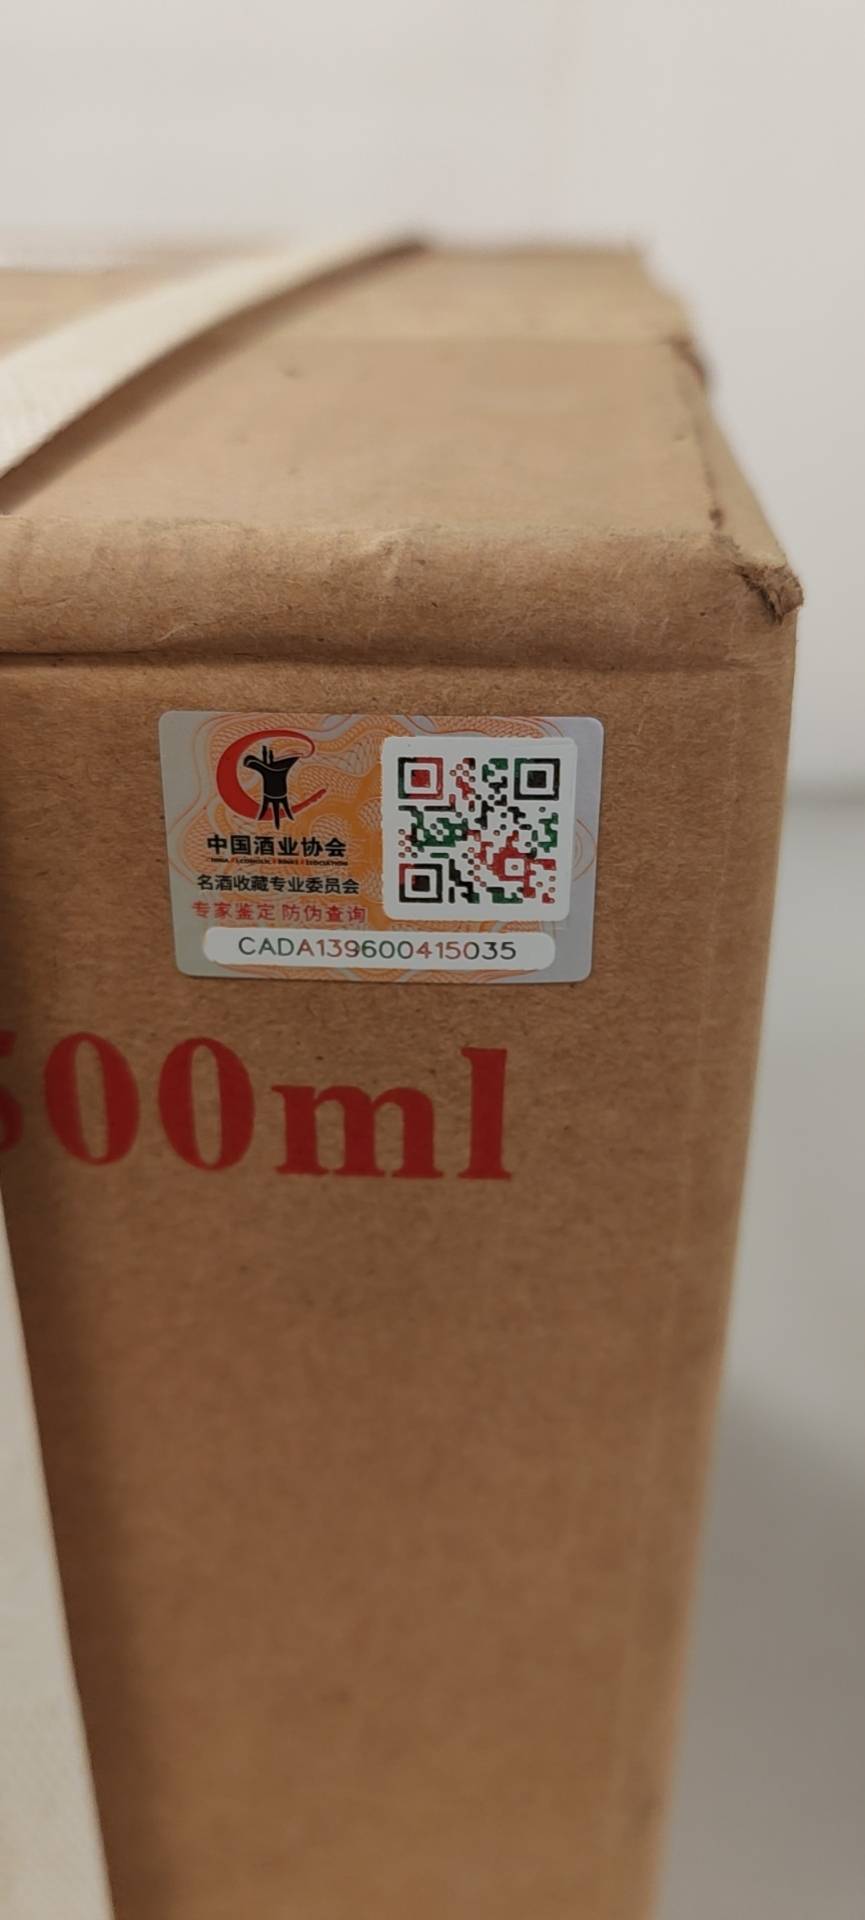 中国酒业协会
名酒收藏专业委员会
专家鉴定 防伪查询
CADA139600415035
00ml